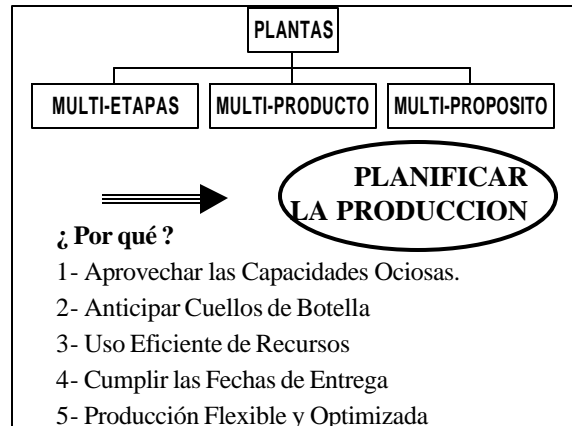 PLANTAS
MULTI-ETAPAS MULTI-PRODUCTO MULTI-PROPOSITO
PLANIFICAR
LA PRODUCCION
¿ Por qué ?
1- Aprovechar las Capacidades Ociosas.
2- Anticipar Cuellos de Botella
3- Uso Eficiente de Recursos
4- Cumplir las Fechas de Entrega
5- Producción Flexible y Optimizada